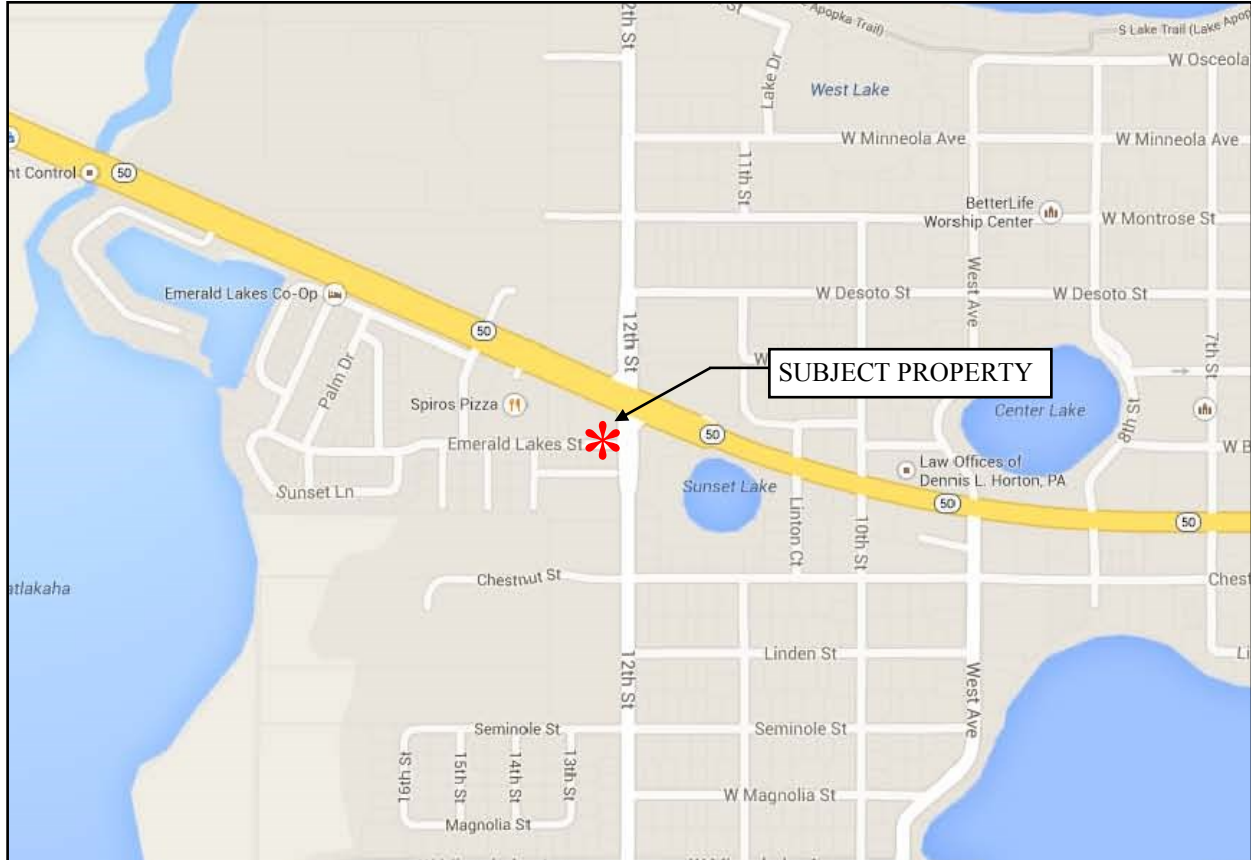 2th St
St
Apopka Trail)
S Lake Trail (Lake Apop
W Osceola
Lake Dr
West Lake
W Minneola Ave
W Minneola Ave
nt Control
50
11th St
BetterLife
Worship Center
W Montrose St
West Ave
Emerald Lakes Co-Op
W Desoto St
W Desoto St
50
12th St
7th St
Palm Dr
W
SUBJECT PROPERTY
Spiros Pizza
Center Lake
8th St
Emerald Lakes St
50
W B
Law Offices of
Dennis L. Horton, PA
Sunset Ln
Sunset Lake
50
50
Linton Ct
10th St
Chestnut St
Chest
atlakaha
12th St
Linden St
Li
West Ave
Seminole St
Seminole St
16th St
15th St
14th St
13th St
W Magnolia St
Magnolia St